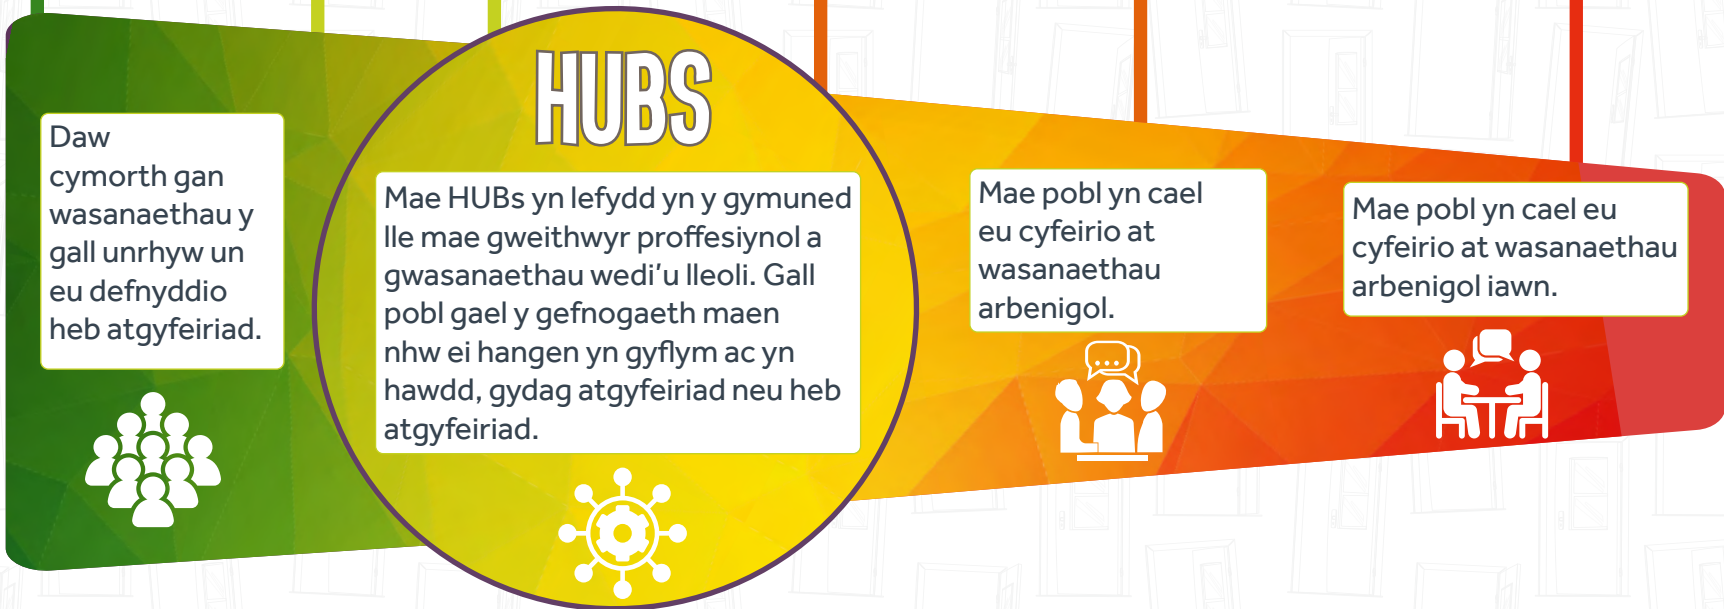 Daw
cymorth gan
wasanaethau y
gall unrhyw un
eu defnyddio
heb atgyfeiriad.
HUBS
Mae HUBs yn lefydd yn y gymuned
lle mae gweithwyr proffesiynol a
gwasanaethau wedi’u lleoli. Gall
pobl gael y gefnogaeth maen
nhw ei hangen yn gyflym ac yn
hawdd, gydag atgyfeiriad neu heb
atgyfeiriad.
Mae pobl yn cael
eu cyfeirio at
wasanaethau
arbenigol.
Mae pobl yn cael eu
cyfeirio at wasanaethau
arbenigol iawn.